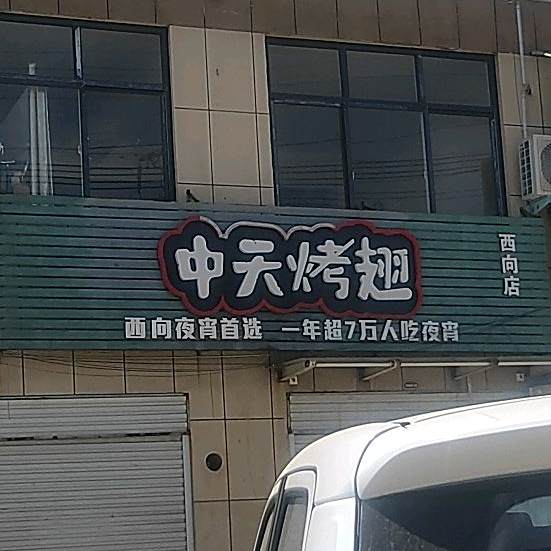 中天烤翅
西向店
西向夜宵首选 一年超7万人吃夜宵